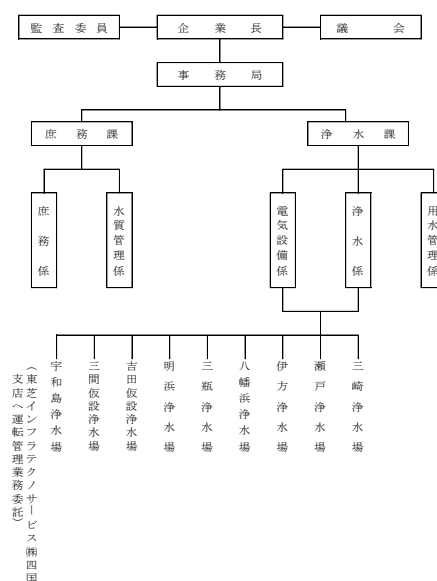 監査委員
企業長
議会
事務局
庶務課
浄水課
庶務係
水質管理係
電気設備係
浄水係
用水管理係
三崎浄水場
瀬戸浄水場
伊方浄水場
八幡浜浄水場
三瓶浄水場
明浜浄水場
吉田仮設浄水場
三間仮設浄水場
宇和島浄水場
(東芝インフラテクノサービス㈱四国
支店へ運転管理業務委託)